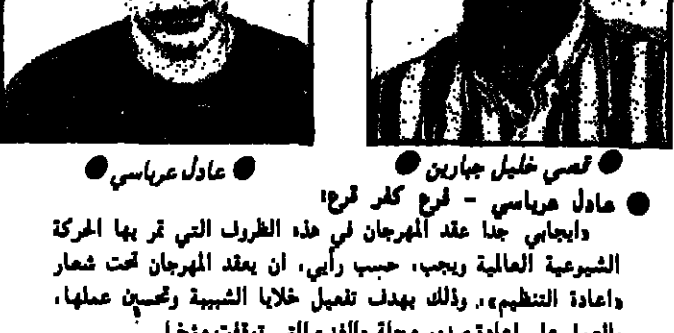 ● قصي خليل جبارين ●
● عادل عرباسي ●
● عادل عرباسي - فرع كفر قرع:
«ايجابي جدا عقد المهرجان في هذه الظروف التي تمر بها الحركة
الشيوعية العالمية ويجب، حسب رأيي، ان يعقد المهرجان تحت شعار
«اعادة التنظيم»، وذلك بهدف تفعيل خلايا الشبيبة وتحسين عملها،
على اعادة